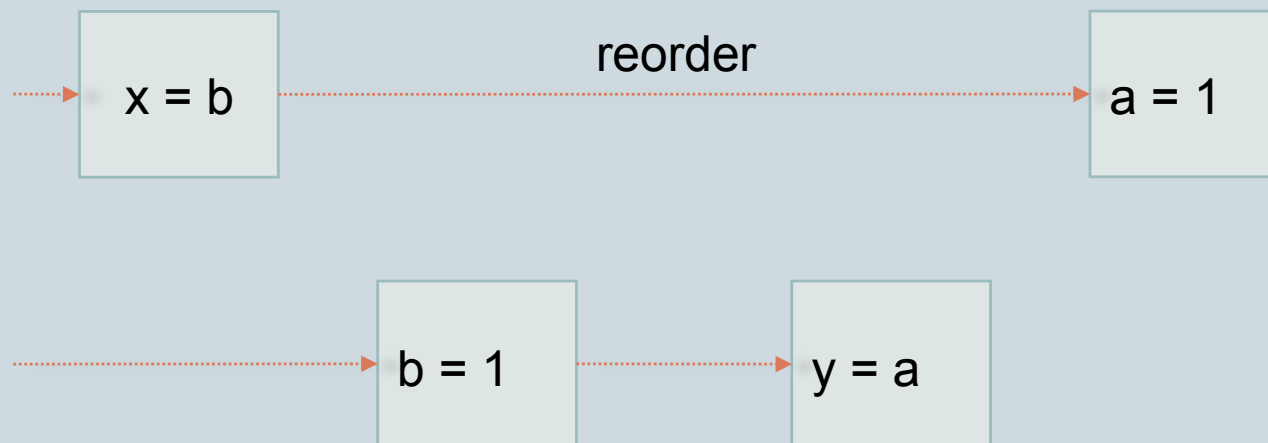 reorder
x = b
a = 1
b = 1
y = a